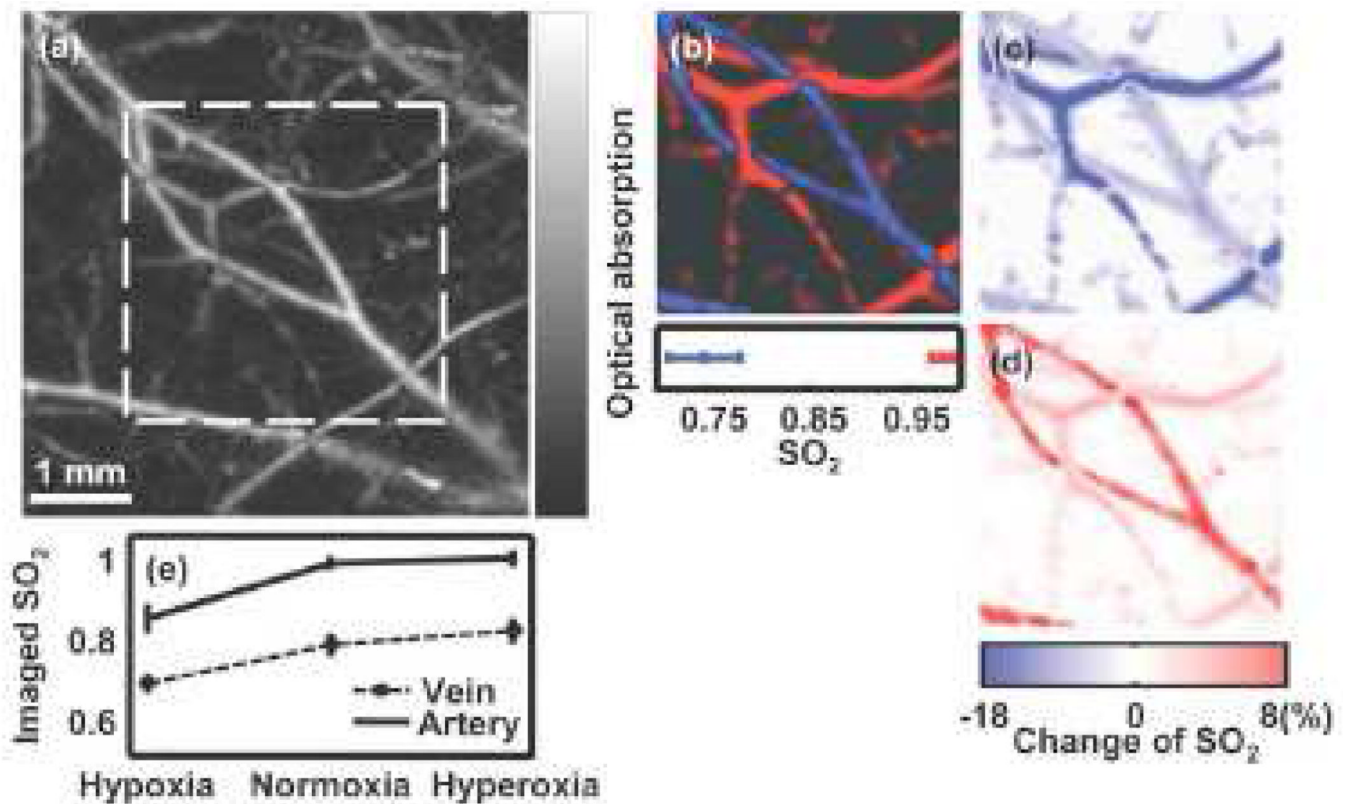 (a)
1 mm
Optical absorption
(b)
0.75 0.85 0.95
SO₂
(c)
(d)
-18 0 8(%)
Change of SO₂
(e)
Imaged SO₂
1
0.8
0.6
Vein
Artery
Hypoxia Normoxia Hyperoxia